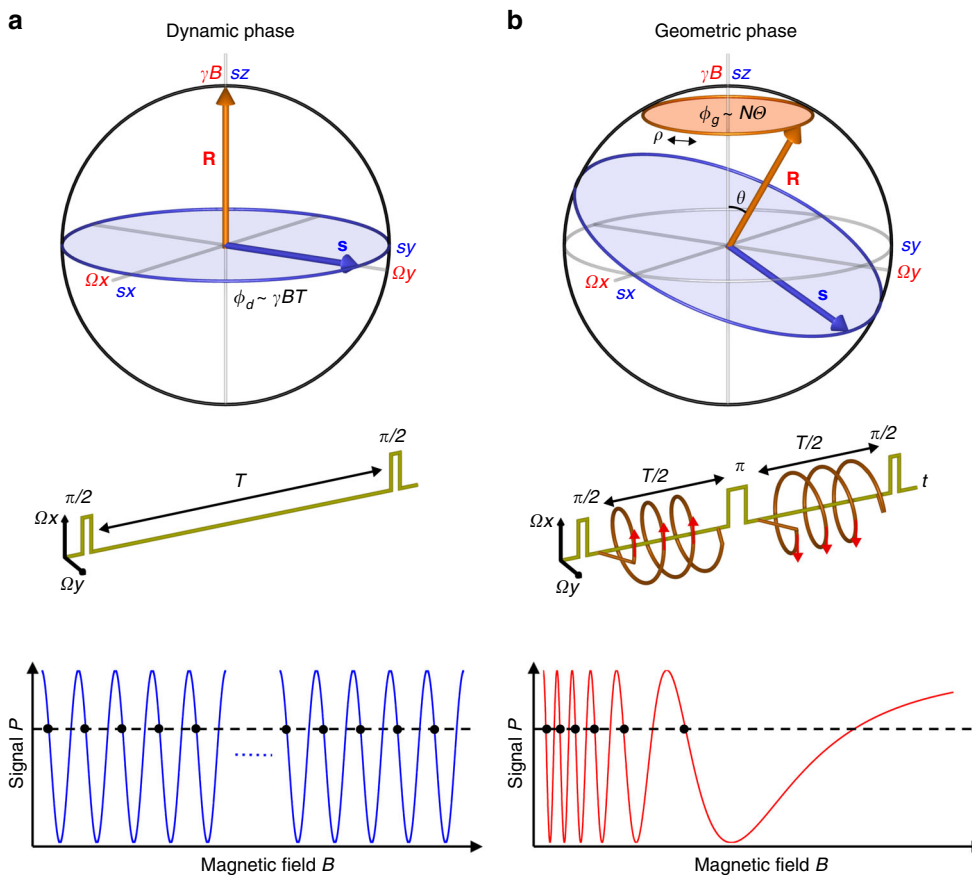 a
Dynamic phase
γB sz
R
s
sy
Ωx
Ωy
sx
ϕd ~ γBT
π/2
T
π/2
Ωx
Ωy
Signal P
Magnetic field B
b
Geometric phase
γB sz
ϕg ~ NΘ
ρ
R
θ
sy
Ωx
Ωy
s
sx
π/2
T/2
π
T/2
π/2
t
Ωx
Ωy
Signal P
Magnetic field B